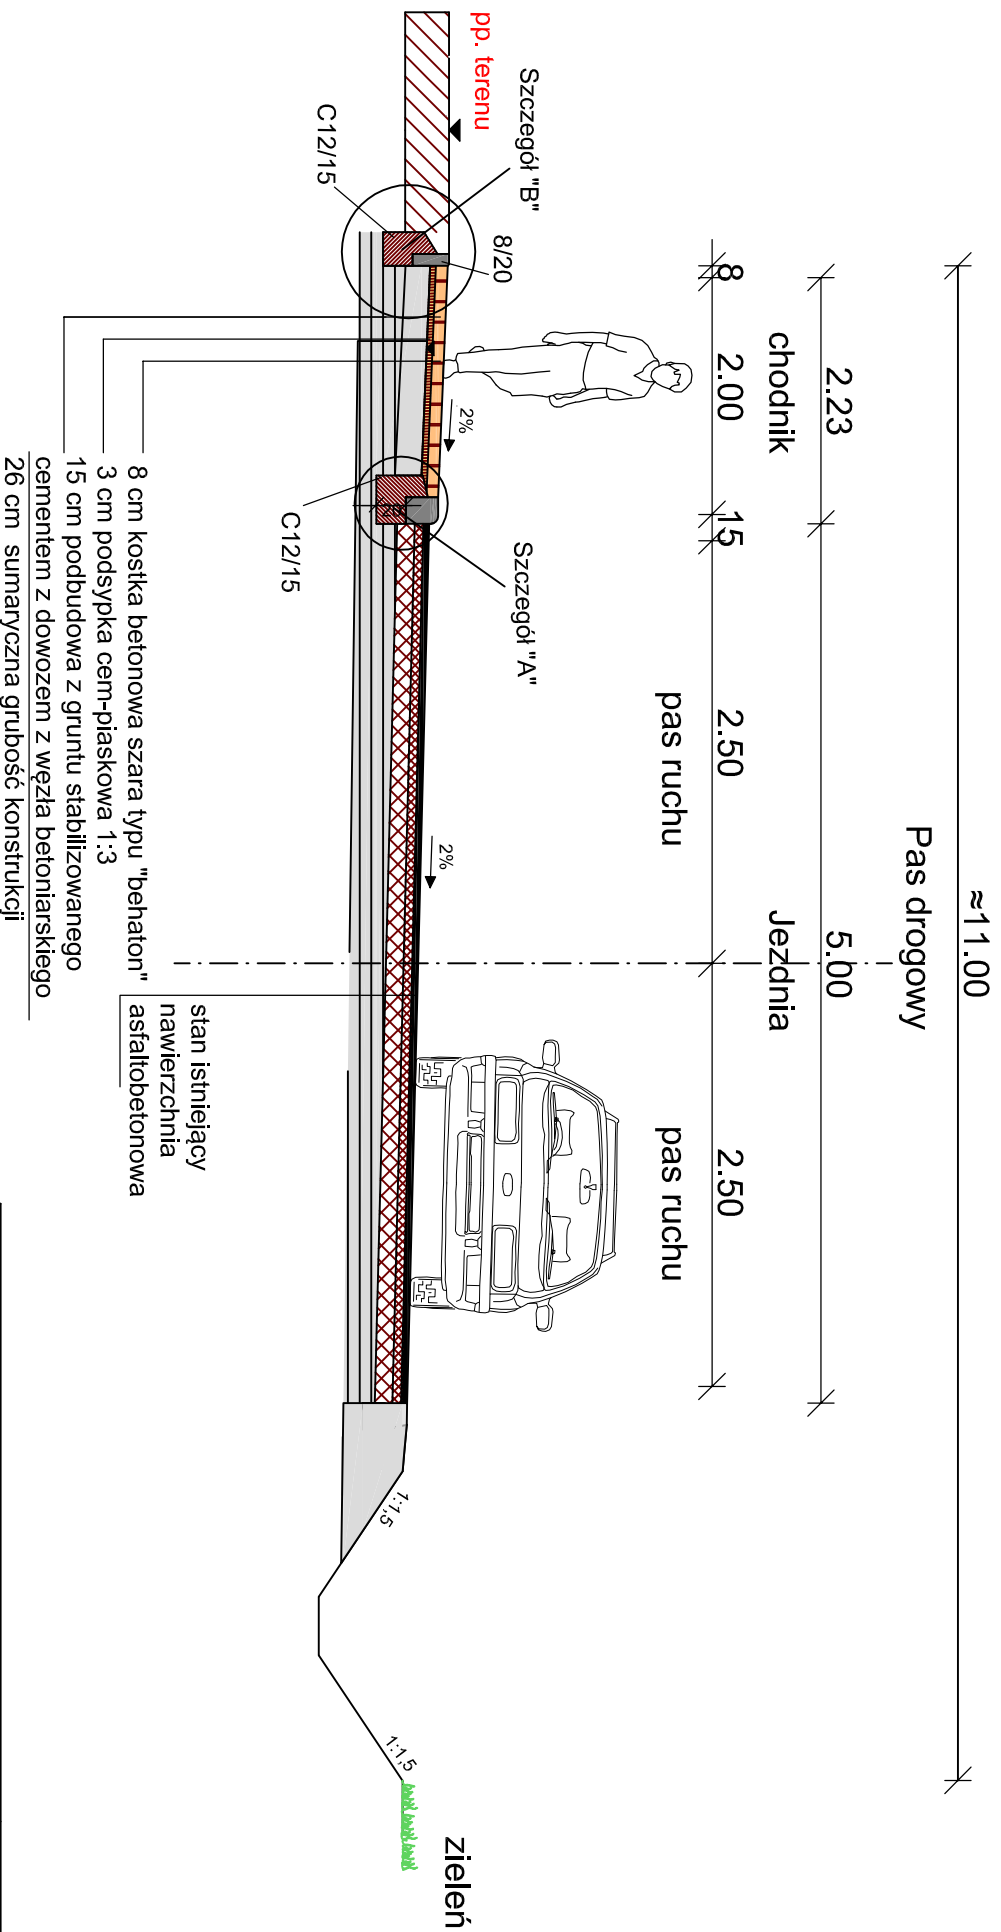 ≈11.00
Pas drogowy
2.23
5.00
chodnik
Jezdnia
8
2.00
15
2.50
2.50
pas ruchu
pas ruchu
pp. terenu
Szczegół "B"
8/20
2%
Szczegół "A"
2%
C12/15
20
C12/15
1:1,5
1:1,5
zieleń
stan istniejący
nawierzchnia
asfaltobetonowa
8 cm kostka betonowa szara typu "behaton"
3 cm podsypka cem-piaskowa 1:3
15 cm podbudowa z gruntu stabilizowanego
cementem z dowozem z węzła betoniarskiego
26 cm sumaryczna grubość konstrukcji